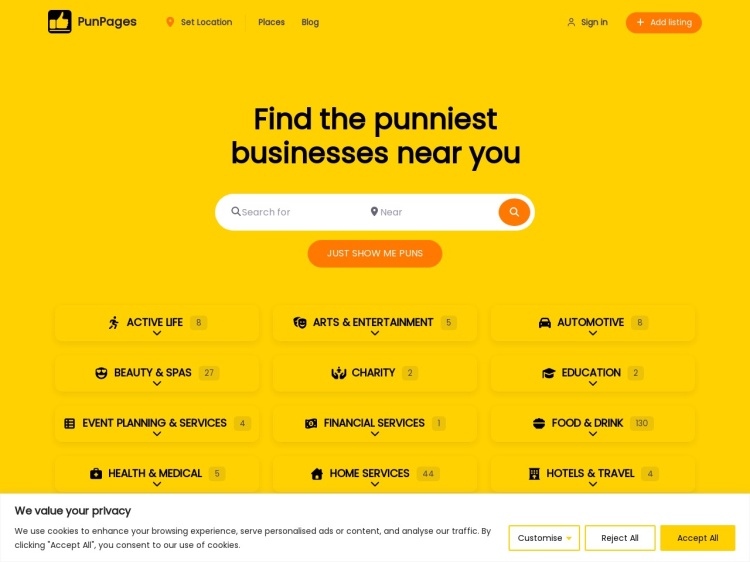 PunPages
Set Location
Places
Blog
Sign in
Add listing
Find the punniest
businesses near you
Search for
Near
JUST SHOW ME PUNS
ACTIVE LIFE 8
ARTS & ENTERTAINMENT 5
AUTOMOTIVE 8
BEAUTY & SPAS 27
CHARITY 2
EDUCATION 2
EVENT PLANNING & SERVICES 4
FINANCIAL SERVICES 1
FOOD & DRINK 130
HEALTH & MEDICAL 5
HOME SERVICES 44
HOTELS & TRAVEL 4
We value your privacy
We use cookies to enhance your browsing experience, serve personalised ads or content, and analyse our traffic. By
clicking "Accept All", you consent to our use of cookies.
Customise
Reject All
Accept All